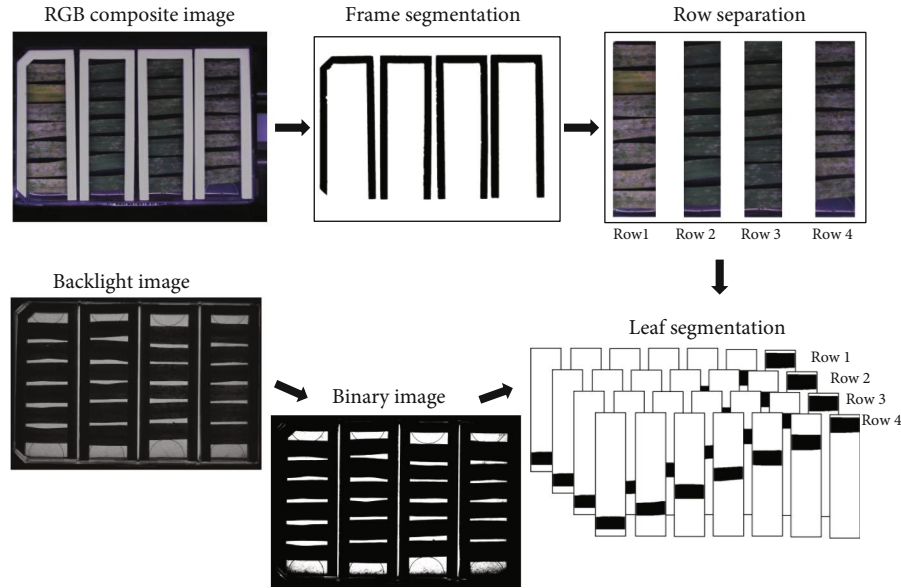 RGB composite image
Frame segmentation
Row separation
Row1
Row 2
Row 3
Row 4
Backlight image
Binary image
Leaf segmentation
Row 1
Row 2
Row 3
Row 4